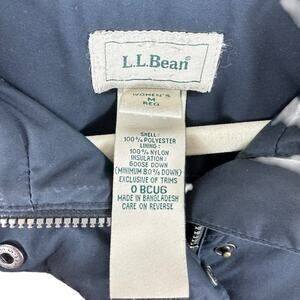 L.L.Bean®
WOMEN'S
M
REG
SHELL:
100% POLYESTER
LINING:
100% NYLON
INSULATION:
GOOSE DOWN
(MINIMUM 80% DOWN)
EXCLUSIVE OF TRIMS
0 BCU6
MADE IN BANGLADESH
CARE ON REVERSE